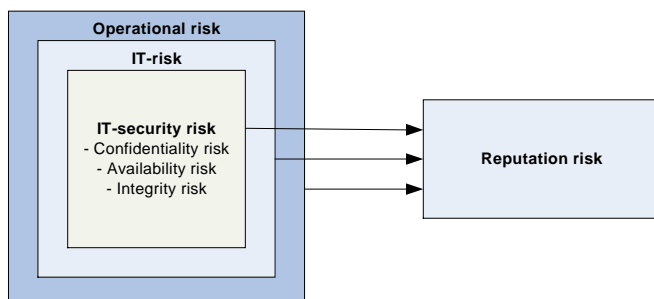 Operational risk
IT-risk
IT-security risk
- Confidentiality risk
- Availability risk
- Integrity risk
Reputation risk